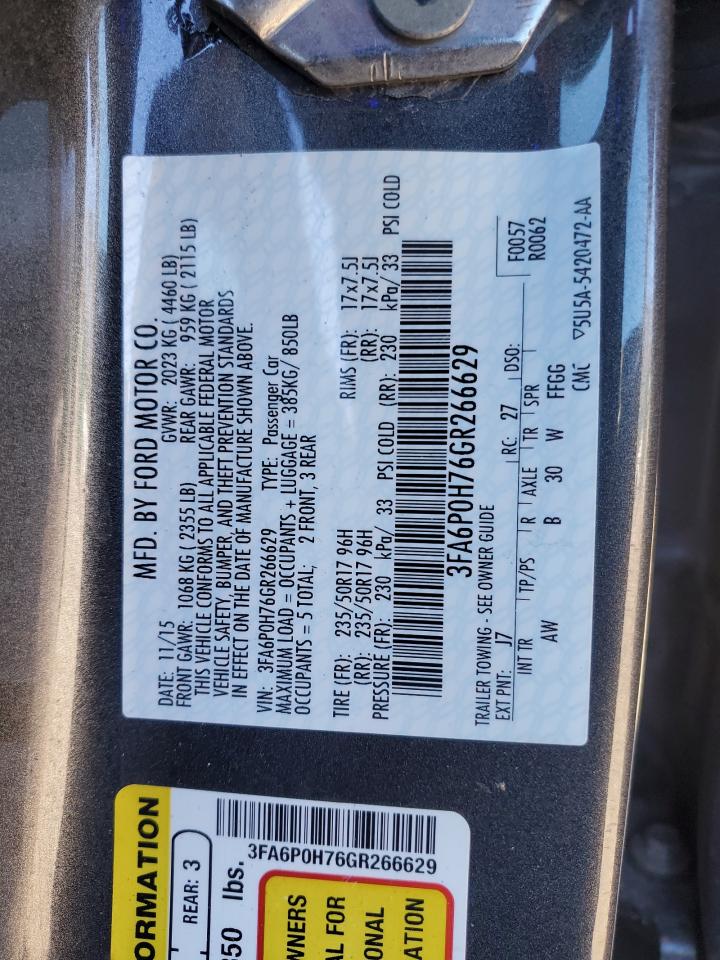 MFD. BY FORD MOTOR CO.
DATE: 11/15 GVWR: 2023 KG ( 4460 LB)
FRONT GAWR: 1068 KG ( 2355 LB) REAR GAWR: 959 KG ( 2115 LB)
THIS VEHICLE CONFORMS TO ALL APPLICABLE FEDERAL MOTOR
VEHICLE SAFETY, BUMPER, AND THEFT PREVENTION STANDARDS
IN EFFECT ON THE DATE OF MANUFACTURE SHOWN ABOVE.
VIN: 3FA6P0H76GR266629 TYPE: Passenger Car
MAXIMUM LOAD = OCCUPANTS + LUGGAGE = 385KG/ 850LB
OCCUPANTS = 5 TOTAL; 2 FRONT, 3 REAR
TIRE (FR): 235/50R17 96H RIMS (FR): 17x7.5J
(RR): 235/50R17 96H (RR): 17x7.5J
PRESSURE (FR): 230 kPa/ 33 PSI COLD (RR): 230 kPa/ 33 PSI COLD
3FA6P0H76GR266629
TRAILER TOWING - SEE OWNER GUIDE
F0057
R0062
EXT PNT: J7 RC: 27 DSO:
INT TR TP/PS R AXLE TR SPR
AW B 30 W FFGG
CMC ▽5U5A-5420472-AA
ORMATION
REAR: 3
350 lbs.
3FA6P0H76GR266629
WNERS
AL FOR
ONAL
ATION